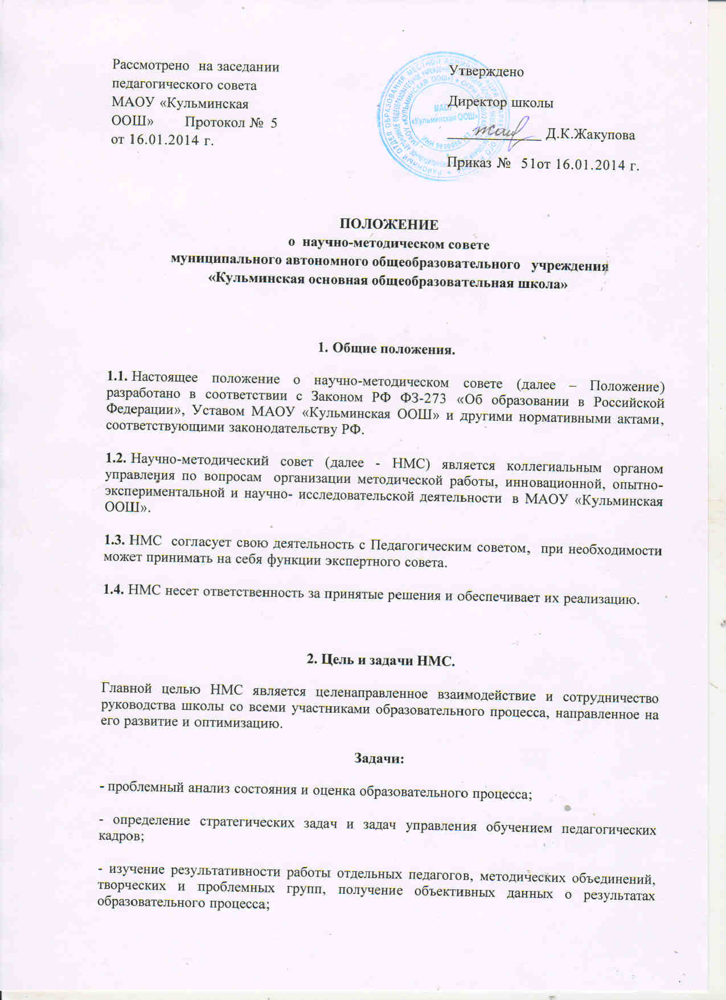 Рассмотрено на заседании
педагогического совета
МАОУ «Кульминская
ООШ» Протокол № 5
от 16.01.2014 г.
Утверждено
Директор школы
Д.К.Жакупова
Приказ № 51от 16.01.2014 г.
МАОУ
«Кульминская ООШ»
ПОЛОЖЕНИЕ
о научно-методическом совете
муниципального автономного общеобразовательного учреждения
«Кульминская основная общеобразовательная школа»
1. Общие положения.
1.1. Настоящее положение о научно-методическом совете (далее – Положение)
разработано в соответствии с Законом РФ ФЗ-273 «Об образовании в Российской
Федерации», Уставом МАОУ «Кульминская ООШ» и другими нормативными актами,
соответствующими законодательству РФ.
1.2. Научно-методический совет (далее - НМС) является коллегиальным органом
управления по вопросам организации методической работы, инновационной, опытно-
экспериментальной и научно- исследовательской деятельности в МАОУ «Кульминская
ООШ».
1.3. НМС согласует свою деятельность с Педагогическим советом, при необходимости
может принимать на себя функции экспертного совета.
1.4. НМС несет ответственность за принятые решения и обеспечивает их реализацию.
2. Цель и задачи НМС.
Главной целью НМС является целенаправленное взаимодействие и сотрудничество
руководства школы со всеми участниками образовательного процесса, направленное на
его развитие и оптимизацию.
Задачи:
- проблемный анализ состояния и оценка образовательного процесса;
- определение стратегических задач и задач управления обучением педагогических
кадров;
- изучение результативности работы отдельных педагогов, методических объединений,
творческих и проблемных групп, получение объективных данных о результатах
образовательного процесса;